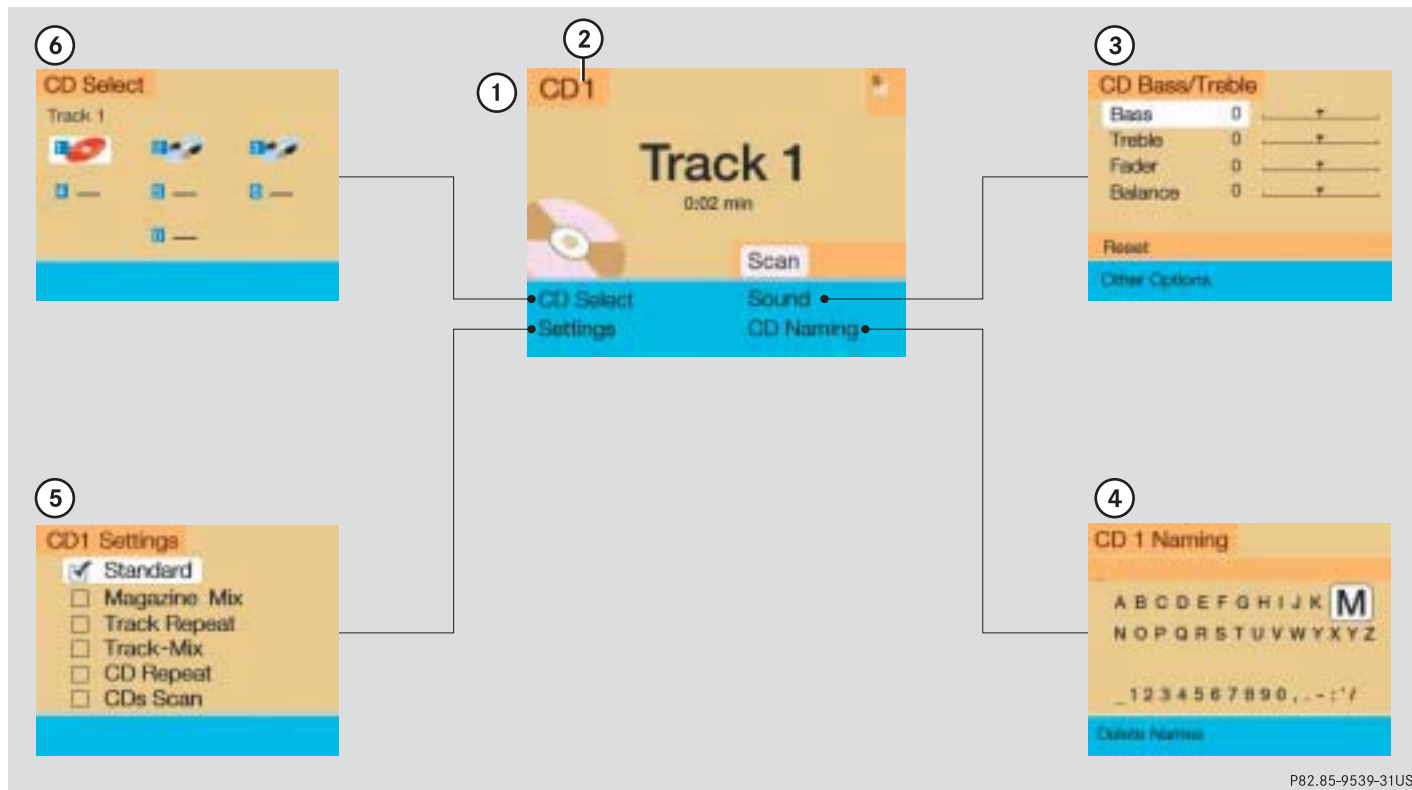 6
CD Select
Track 1
1
4
2
1
CD1
Track 1
0:02 min
Scan
CD Select
Sound
Settings
CD Naming
3
CD Bass/Treble
Bass 0
Treble 0
Fader 0
Balance 0
Reset
Other Options
5
CD1 Settings
Standard
Magazine Mix
Track Repeat
Track-Mix
CD Repeat
CDs Scan
4
CD 1 Naming
_
A B C D E F G H I J K M
N O P Q R S T U V W Y X Y Z
_ 1 2 3 4 5 6 7 8 9 0 , . - : ' /
Delete Names
P82.85-9539-31US